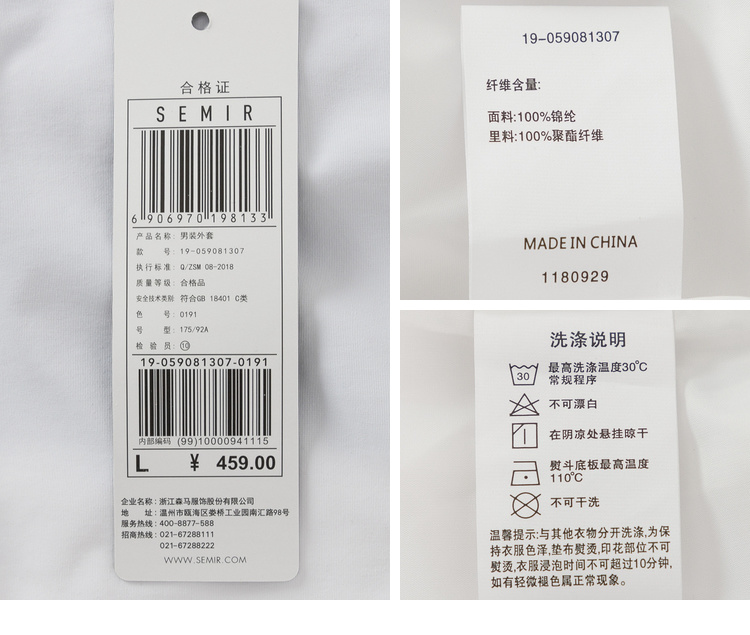 合格证
SEMIR
6 906970 198133
产品名称: 男装外套
款 号: 19-059081307
执行标准: Q/ZSM 08-2018
质量等级: 合格品
安全技术类别: 符合GB 18401 C类
色 号: 0191
号 型: 175/92A
检 验 员: ⑩
19-059081307-0191
内部编码 (99)10000941115
L ¥ 459.00
企业名称: 浙江森马服饰股份有限公司
地 址: 温州市瓯海区娄桥工业园南汇路98号
服务热线: 400-8877-588
招商热线: 021-67288111
021-67288222
WWW.SEMIR.COM
19-059081307
纤维含量:
面料:100%锦纶
里料:100%聚酯纤维
MADE IN CHINA
1180929
洗涤说明
30 最高洗涤温度30℃
常规程序
不可漂白
在阴凉处悬挂晾干
熨斗底板最高温度
110℃
不可干洗
温馨提示:与其他衣物分开洗涤,为保
持衣服色泽,垫布熨烫,印花部位不可
熨烫,衣服浸泡时间不可超过10分钟,
如有轻微褪色属正常现象。